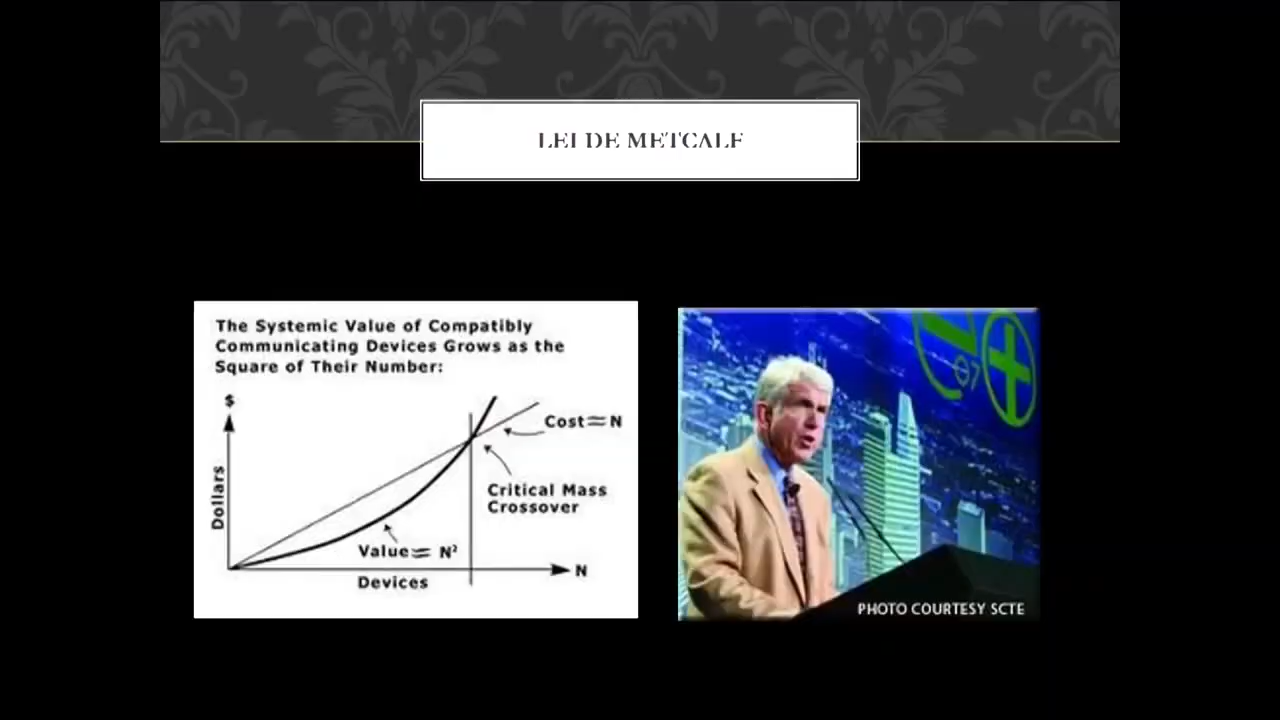 LEI DE METCALF
The Systemic Value of Compatibly
Communicating Devices Grows as the
Square of Their Number:
$
Cost≈N
Critical Mass
Crossover
Dollars
Value≈ N²
N
Devices
07
PHOTO COURTESY SCTE